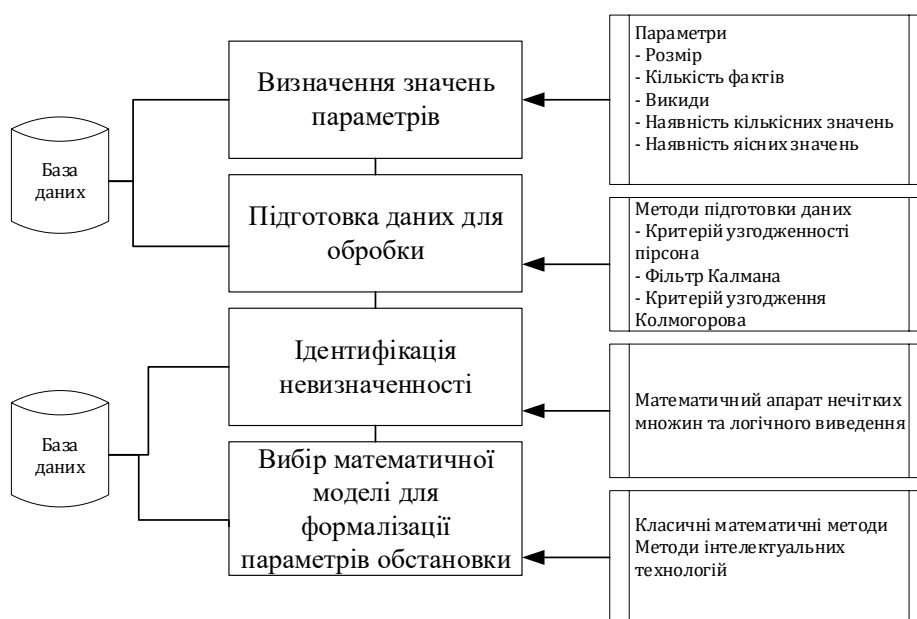 Визначення значень
параметрів
Параметри
- Розмір
- Кількість фактів
- Викиди
- Наявність кількісних значень
- Наявність яісних значень
База
даних
Підготовка даних для
обробки
Методи підготовки даних
- Критерій узгодженності
пірсона
- Фільтр Калмана
- Критерій узгодження
Колмогорова
Ідентифікація
невизначенності
Математичний апарат нечітких
множин та логічного виведення
База
даних
Вибір математичної
моделі для
формалізації
параметрів обстановки
Класичні математичні методи
Методи інтелектуальних
технологій